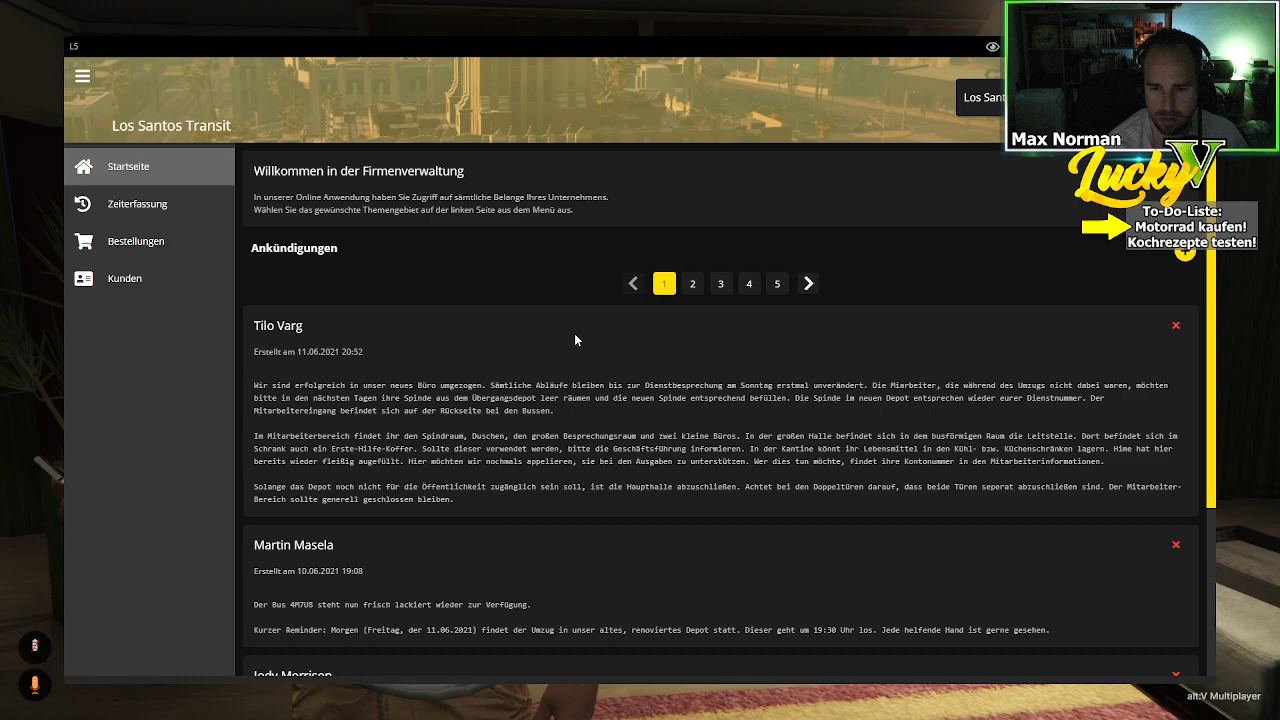 L5
Los Santos Transit
Los Sant
Max Norman
LuckyV
To-Do-Liste:
Motorrad kaufen!
Kochrezepte testen!
Startseite
Zeiterfassung
Bestellungen
Kunden
Willkommen in der Firmenverwaltung
In unserer Online Anwendung haben Sie Zugriff auf sämtliche Belange Ihres Unternehmens.
Wählen Sie das gewünschte Themengebiet auf der linken Seite aus dem Menü aus.
Ankündigungen
1 2 3 4 5
Tilo Varg
Erstellt am 11.06.2021 20:52
Wir sind erfolgreich in unser neues Büro umgezogen. Sämtliche Abläufe bleiben bis zur Dienstbesprechung am Sonntag erstmal unverändert. Die Miarbeiter, die während des Umzugs nicht dabei waren, möchten
bitte in den nächsten Tagen ihre Spinde aus dem Übergangsdepot leer räumen und die neuen Spinde entsprechend befüllen. Die Spinde im neuen Depot entsprechen wieder eurer Dienstnummer. Der
Mitarbeitereingang befindet sich auf der Rückseite bei den Bussen.
Im Mitarbeiterbereich findet ihr den Spindraum, Duschen, den großen Besprechungsraum und zwei kleine Büros. In der großen Halle befindet sich in dem busförmigen Raum die Leitstelle. Dort befindet sich im
Schrank auch ein Erste-Hilfe-Koffer. Sollte dieser verwendet werden, bitte die Geschäftsführung informieren. In der Kantine könnt ihr Lebensmittel in den Kühl- bzw. Küchenschränken lagern. Hime hat hier
bereits wieder fleißig augefüllt. Hier möchten wir nochmals appelieren, sie bei den Ausgaben zu unterstützen. Wer dies tun möchte, findet ihre Kontonummer in den Mitarbeiterinformationen.
Solange das Depot noch nicht für die Öffentlichkeit zugänglich sein soll, ist die Haupthalle abzuschließen. Achtet bei den Doppeltüren darauf, dass beide Türen seperat abzuschließen sind. Der Mitarbeiter-
Bereich sollte generell geschlossen bleiben.
Martin Masela
Erstellt am 10.06.2021 19:08
Der Bus 4M7U8 steht nun frisch lackiert wieder zur Verfügung.
Kurzer Reminder: Morgen (Freitag, der 11.06.2021) findet der Umzug in unser altes, renoviertes Depot statt. Dieser geht um 19:30 Uhr los. Jede helfende Hand ist gerne gesehen.
Jody Morrison
alt:V Multiplayer